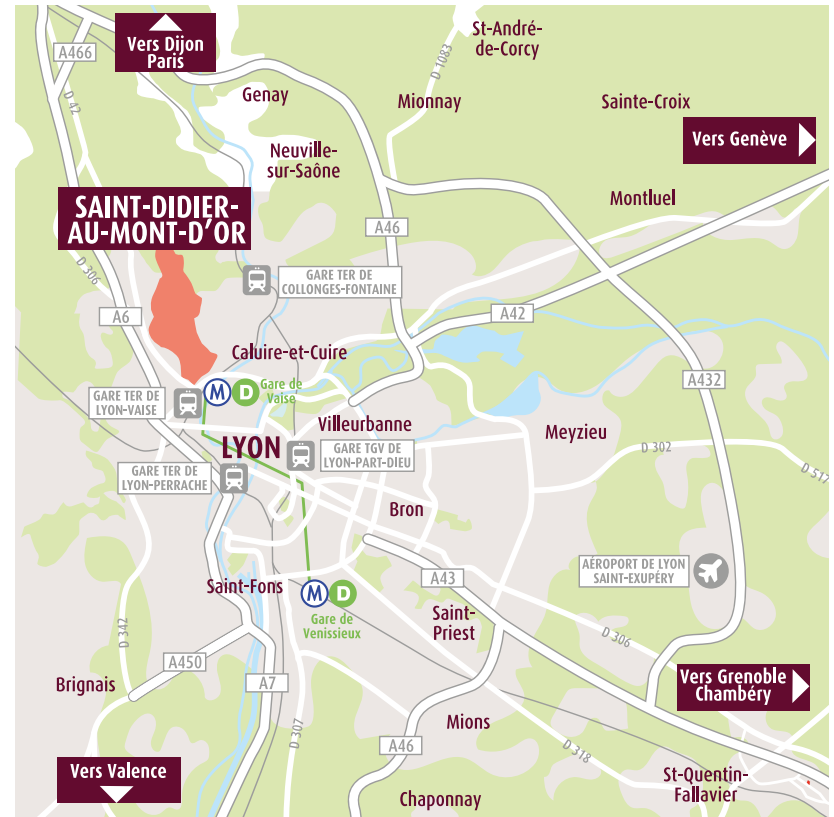 Vers Dijon
Paris
A466
D 42
St-André-
de-Corcy
D 1083
Genay
Mionnay
Sainte-Croix
Vers Genève
Neuville-
sur-Saône
Montluel
SAINT-DIDIER-
AU-MONT-D'OR
A46
D 306
GARE TER DE
COLLONGES-FONTAINE
A6
A42
Caluire-et-Cuire
A432
GARE TER DE
LYON-VAISE
M D
Gare de
Vaise
Villeurbanne
Meyzieu
LYON
GARE TGV DE
LYON-PART-DIEU
D 302
D 517
GARE TER DE
LYON-PERRACHE
Bron
AÉROPORT DE LYON
SAINT-EXUPÉRY
A43
Saint-Fons
M D
Gare de
Venissieux
Saint-
Priest
D 342
D 306
A450
Brignais
A7
Vers Grenoble
Chambéry
D 307
Mions
A46
D 318
Vers Valence
St-Quentin-
Fallavier
Chaponnay